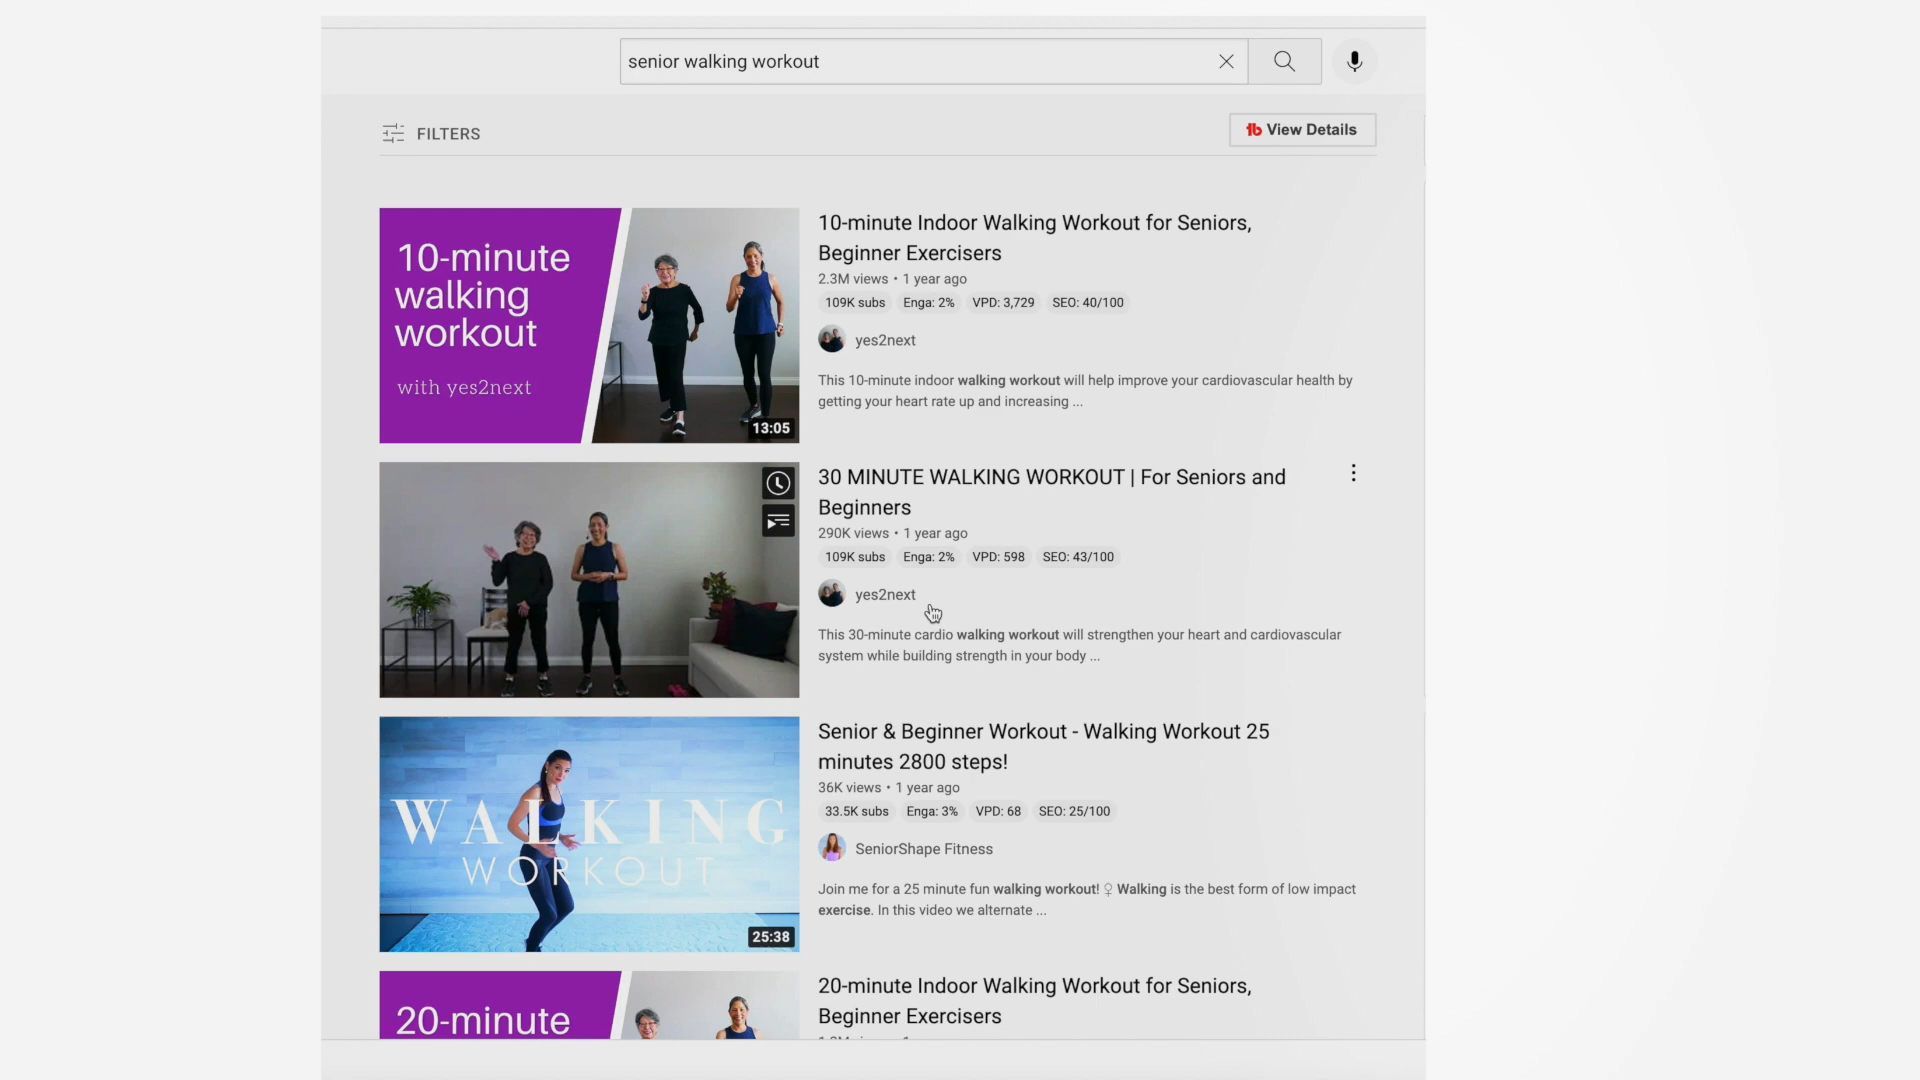 senior walking workout
FILTERS
View Details
10-minute
walking
workout
with yes2next
13:05
10-minute Indoor Walking Workout for Seniors,
Beginner Exercisers
2.3M views • 1 year ago
109K subs Enga: 2% VPD: 3,729 SEO: 40/100
yes2next
This 10-minute indoor walking workout will help improve your cardiovascular health by
getting your heart rate up and increasing ...
30 MINUTE WALKING WORKOUT | For Seniors and
Beginners
290K views • 1 year ago
109K subs Enga: 2% VPD: 598 SEO: 43/100
yes2next
This 30-minute cardio walking workout will strengthen your heart and cardiovascular
system while building strength in your body ...
WALKING
WORKOUT
25:38
Senior & Beginner Workout - Walking Workout 25
minutes 2800 steps!
36K views • 1 year ago
33.5K subs Enga: 3% VPD: 68 SEO: 25/100
SeniorShape Fitness
Join me for a 25 minute fun walking workout! ♀ Walking is the best form of low impact
exercise. In this video we alternate ...
20-minute
20-minute Indoor Walking Workout for Seniors,
Beginner Exercisers